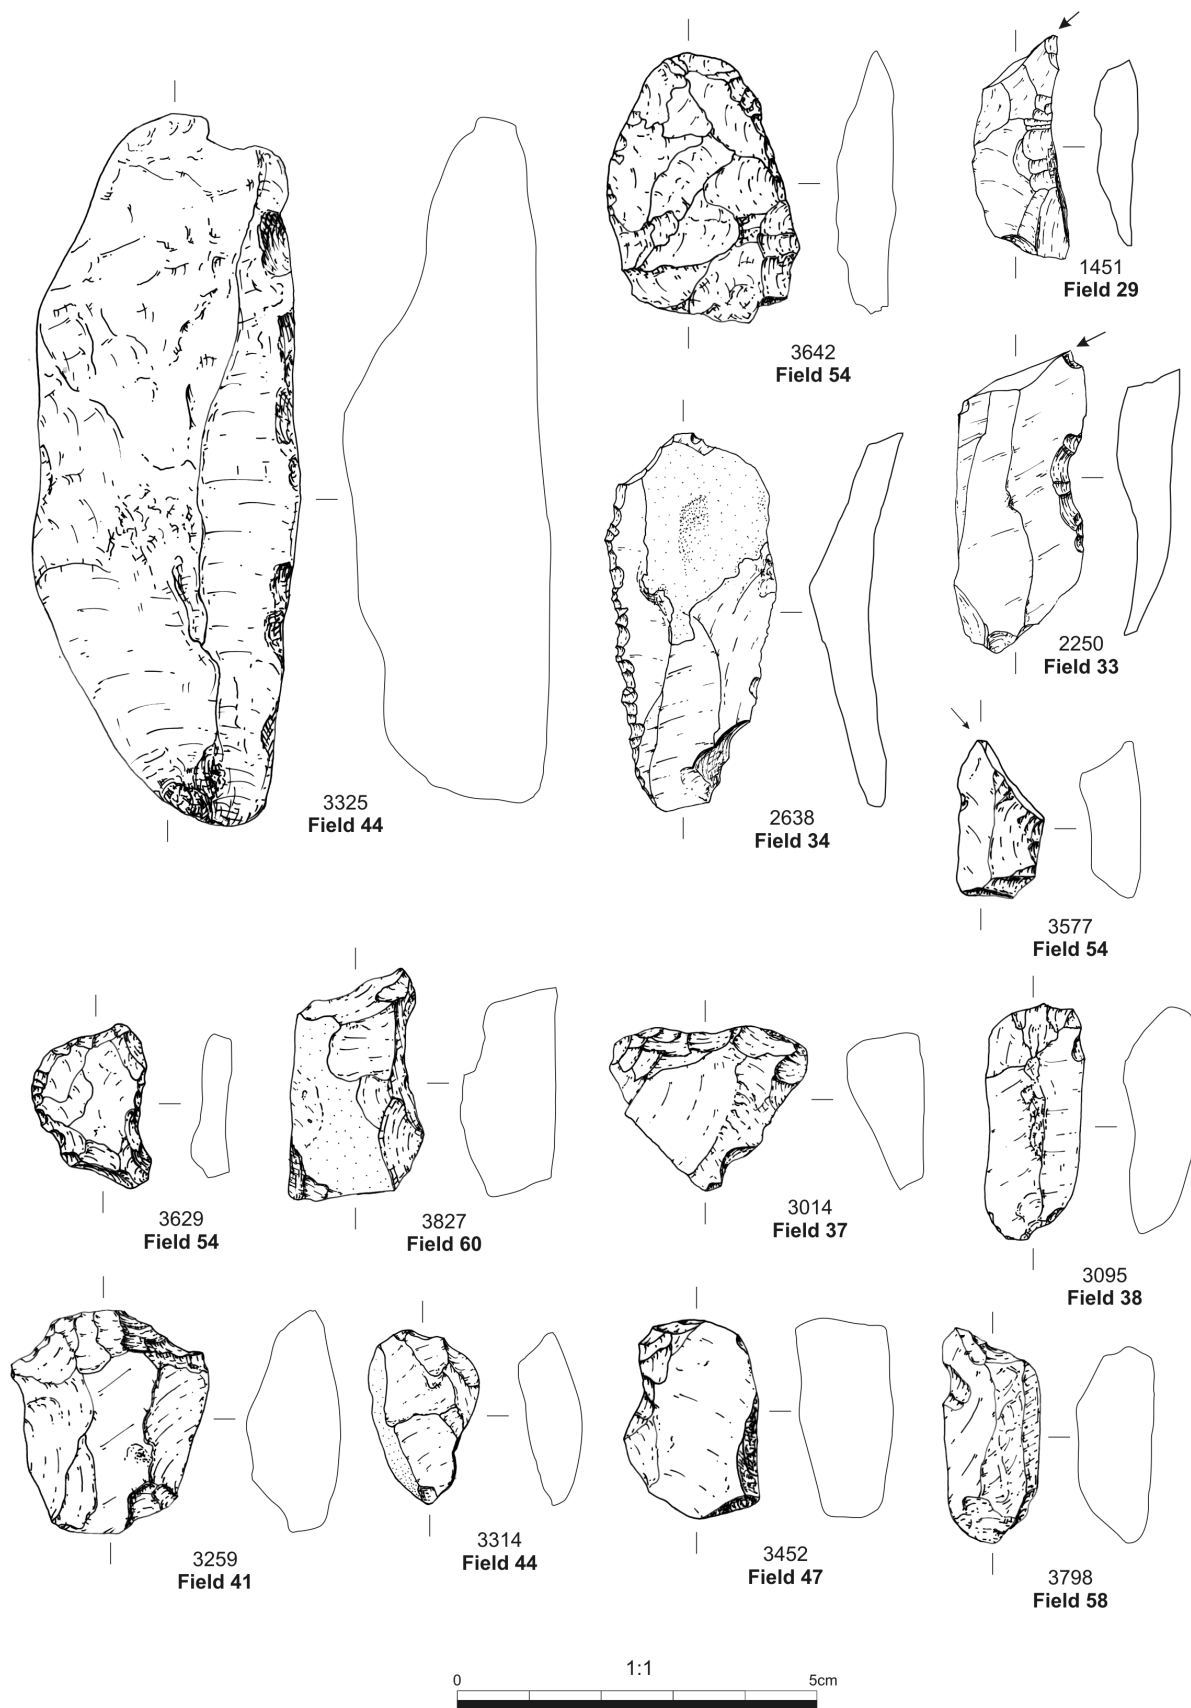 1451
Field 29
3642
Field 54
2250
Field 33
3325
Field 44
2638
Field 34
3577
Field 54
3629
Field 54
3827
Field 60
3014
Field 37
3095
Field 38
3259
Field 41
3314
Field 44
3452
Field 47
3798
Field 58
1:1
0 5cm